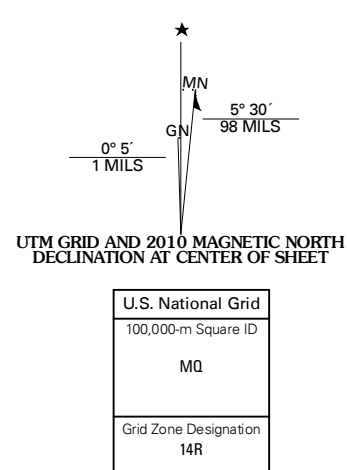 ★
MN
GN
5° 30´
98 MILS
0° 5´
1 MILS
UTM GRID AND 2010 MAGNETIC NORTH
DECLINATION AT CENTER OF SHEET
U.S. National Grid
100,000-m Square ID
MQ
Grid Zone Designation
14R